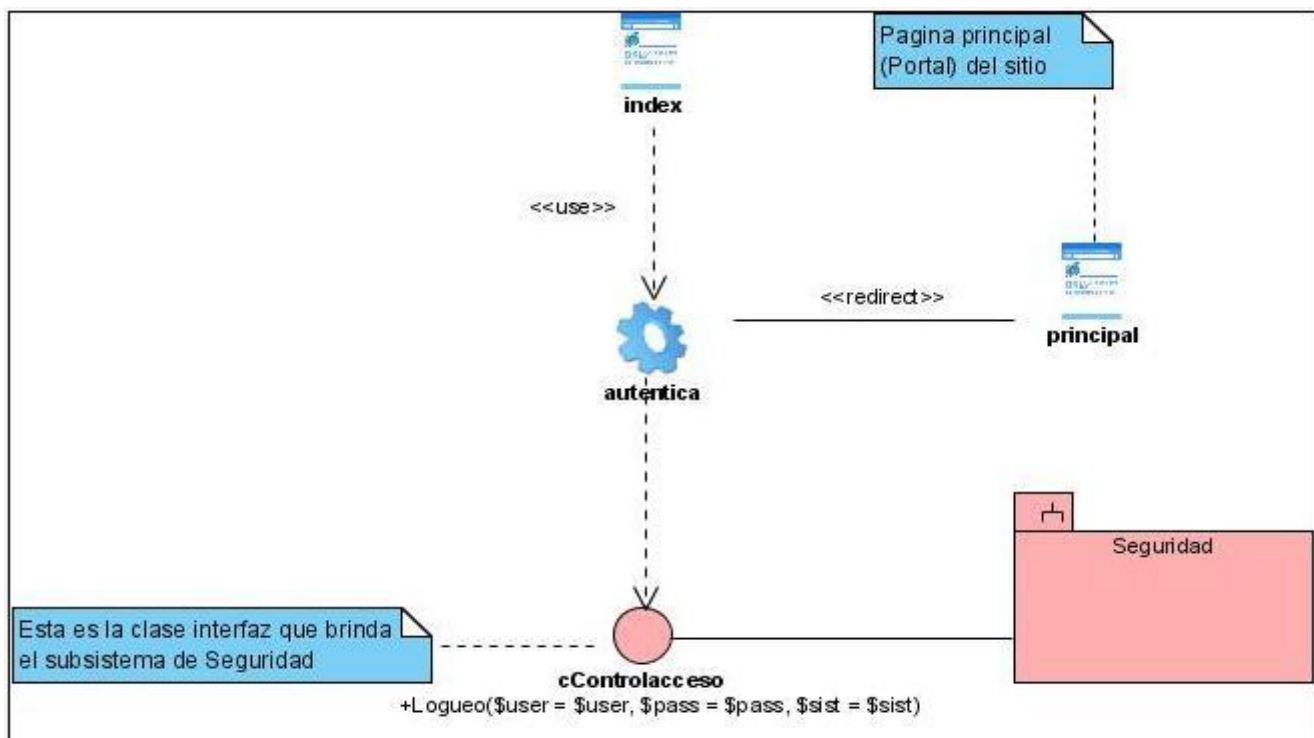 Pagina principal
(Portal) del sitio
index
<<use>>
<<redirect>>
principal
autentica
Seguridad
Esta es la clase interfaz que brinda
el subsistema de Seguridad
cControlacceso
+Logueo($user = $user, $pass = $pass, $sist = $sist)